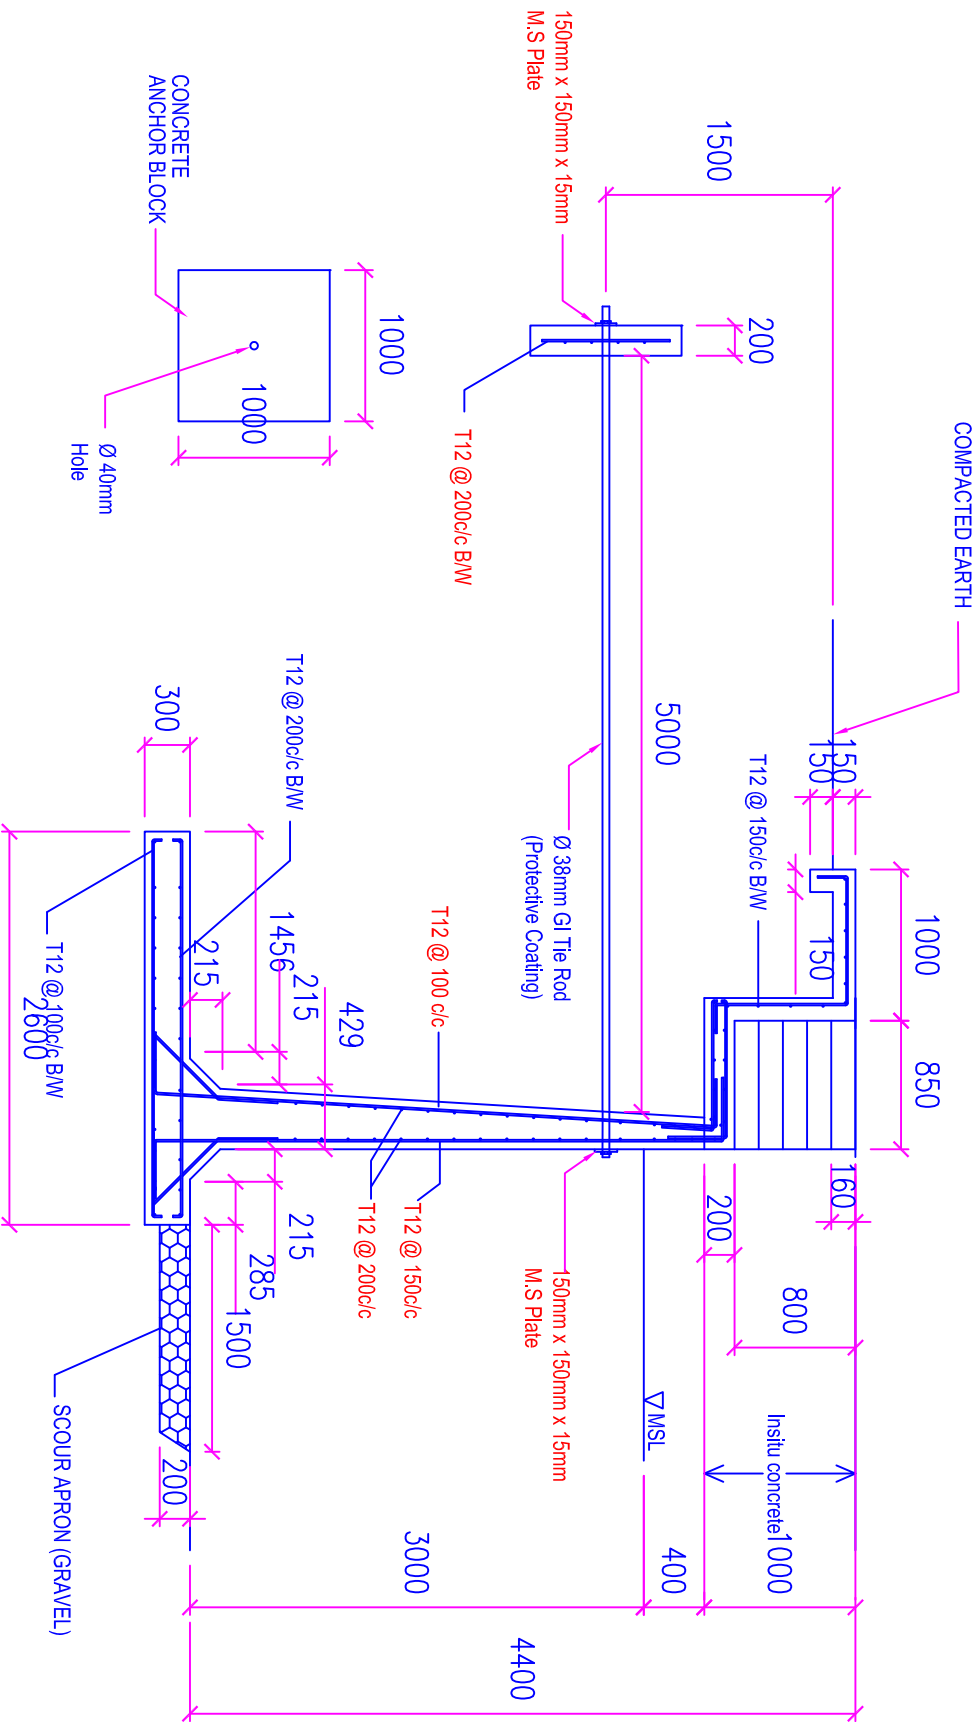 COMPACTED EARTH
1500
150mm x 150mm x 15mm
M.S Plate
200
T12 @ 200c/c B/W
5000
Ø 38mm GI Tie Rod
(Protective Coating)
150
150
150
T12 @ 150c/c B/W
1000
850
160
200
800
Insitu concrete
1000
MSL
400
3000
4400
150mm x 150mm x 15mm
M.S Plate
CONCRETE
ANCHOR BLOCK
1000
1000
Ø 40mm
Hole
T12 @ 200c/c B/W
300
1456
215
215
429
T12 @ 100 c/c
T12 @ 150c/c
T12 @ 200c/c
215
285
1500
200
T12 @ 100c/c B/W
2600
SCOUR APRON (GRAVEL)